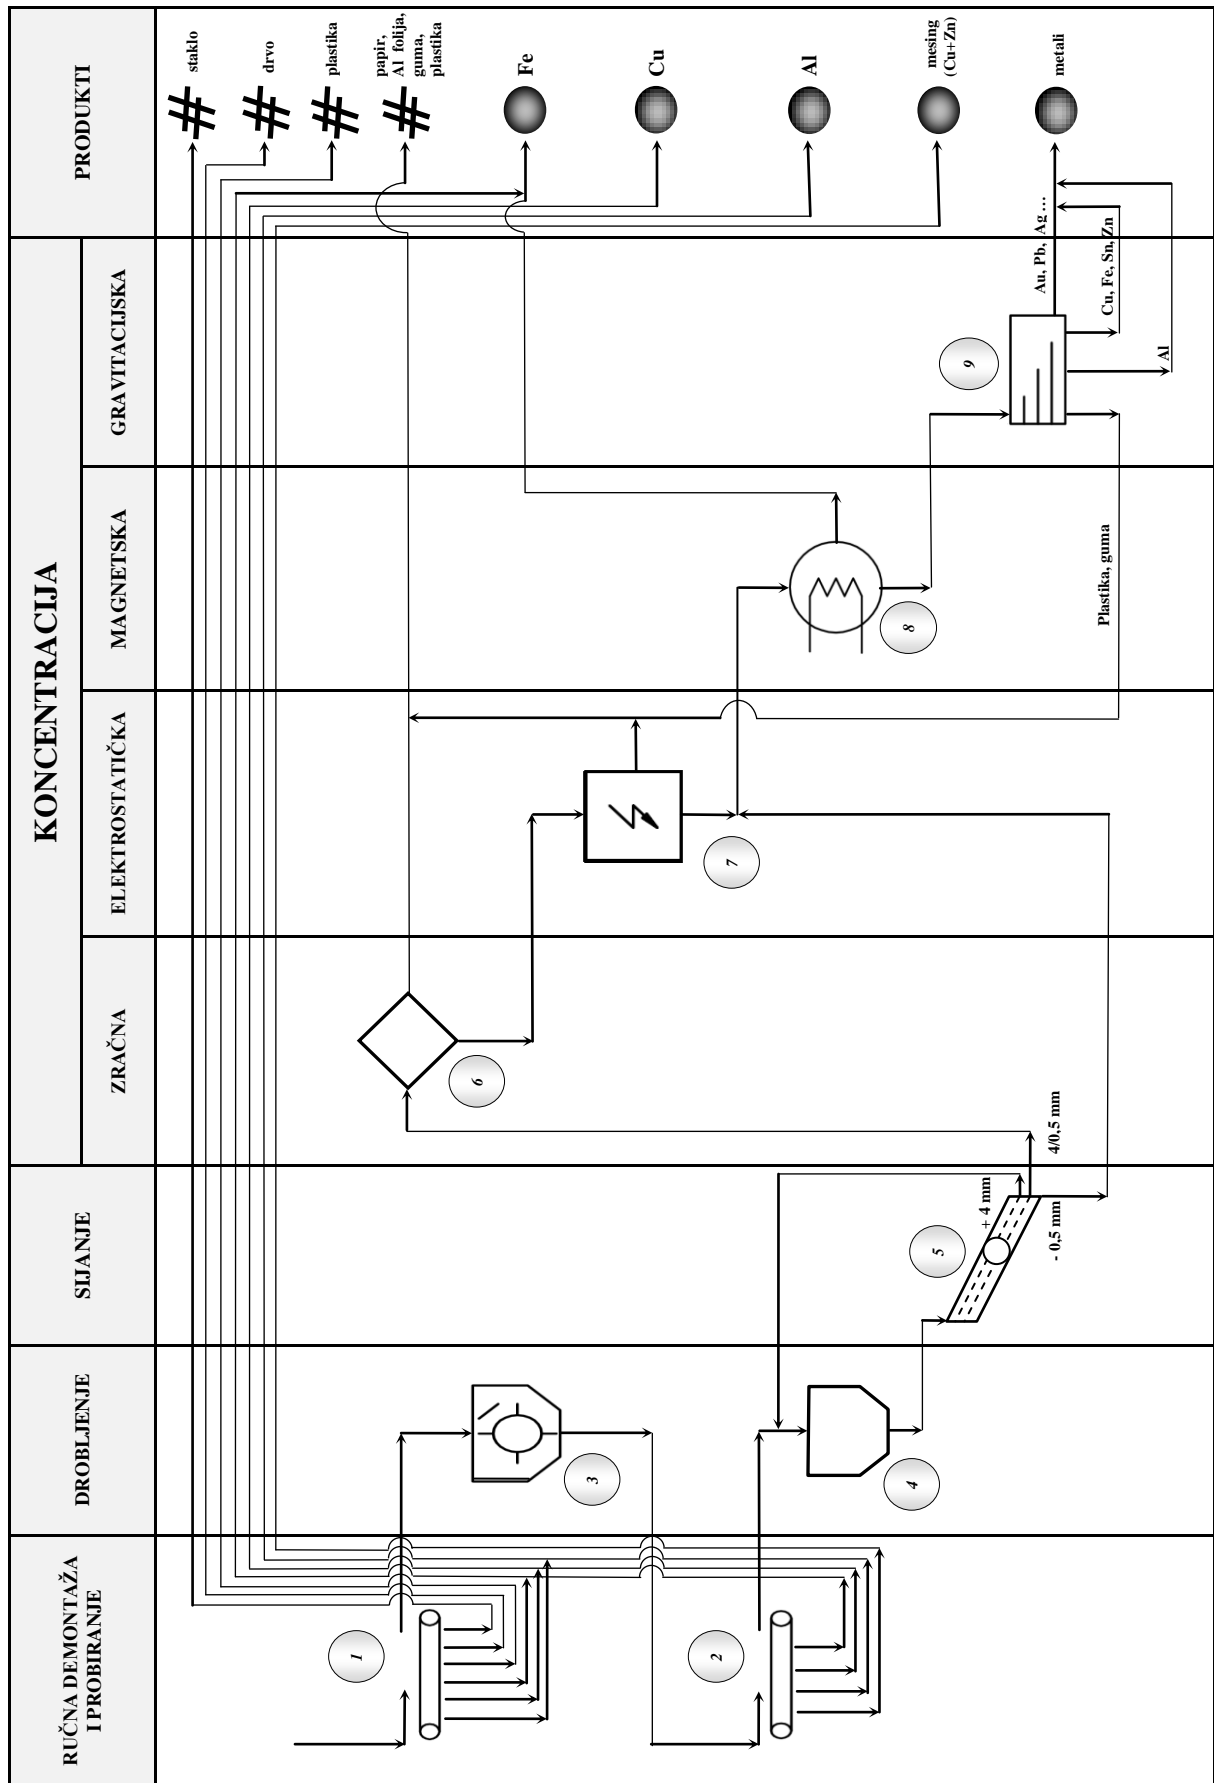 RUČNA DEMONTAŽA
I PROBIRANJE
DROBLJENJE
SIJANJE
KONCENTRACIJA
ZRAČNA
ELEKTROSTATIČKA
MAGNETSKA
GRAVITACIJSKA
PRODUKTI
staklo
drvo
plastika
papir,
Al folija,
guma,
plastika
Fe
Cu
Al
mesing
(Cu+Zn)
metali
1
2
3
4
5
+ 4 mm
- 0,5 mm
4/0,5 mm
6
7
8
Plastika, guma
9
Au, Pb, Ag ...
Cu, Fe, Sn, Zn
Al